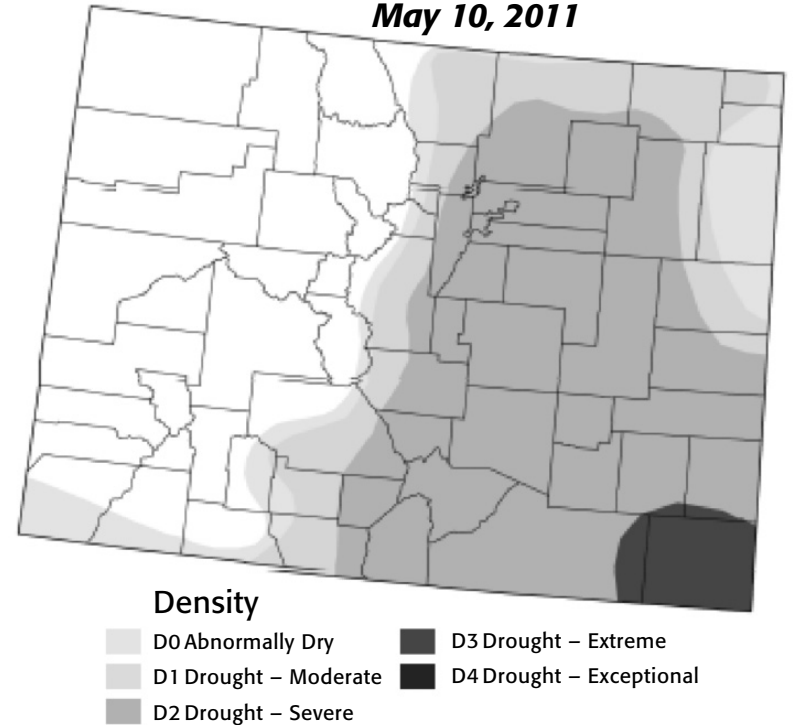 May 10, 2011
Density
D0 Abnormally Dry
D1 Drought – Moderate
D2 Drought – Severe
D3 Drought – Extreme
D4 Drought – Exceptional